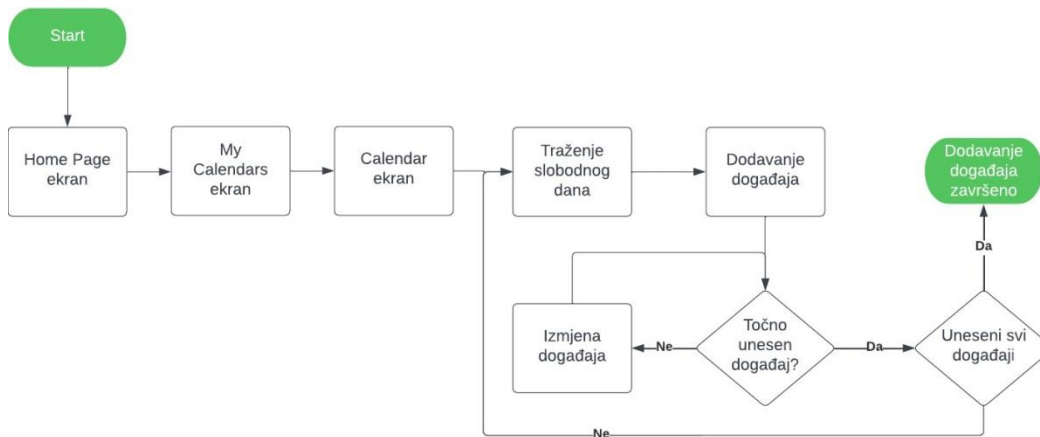 Start
Home Page
ekran
My
Calendars
ekran
Calendar
ekran
Traženje
slobodnog
dana
Dodavanje
događaja
Dodavanje
događaja
završeno
Da
Izmjena
događaja
Ne
Točno
unesen
događaj?
Da
Uneseni svi
događaji
Ne